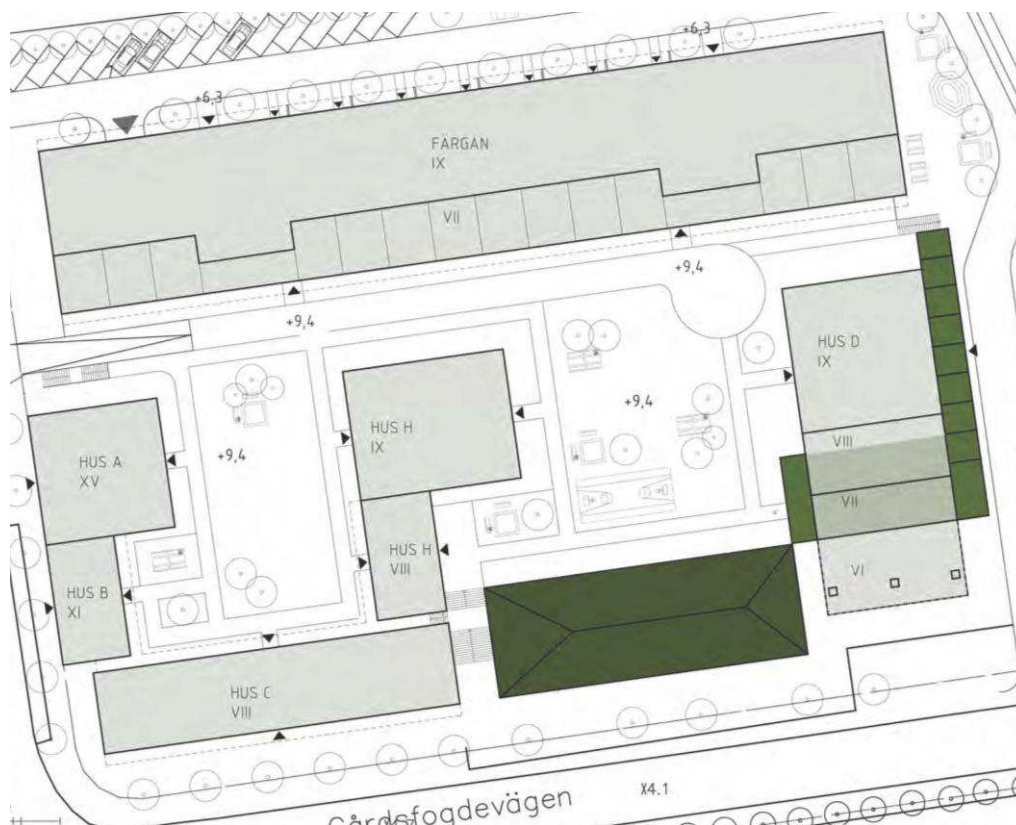 +6,3
+6,3
FÄRGAN
IX
VII
+9,4
+9,4
HUS D
IX
HUS H
IX
+9,4
+9,4
HUS A
XV
VIII
VII
HUS H
VIII
VI
HUS B
XI
HUS C
VIII
Gårdsfogdevägen
X4.1